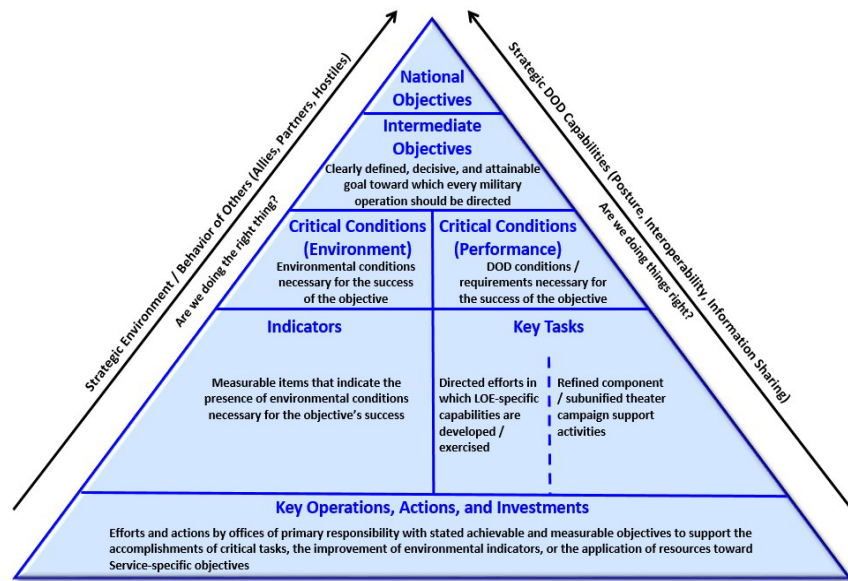 Strategic Environment / Behavior of Others (Allies, Partners, Hostiles)
Are we doing the right thing?
Strategic DOD Capabilities (Posture, Interoperability, Information Sharing)
Are we doing things right?
National
Objectives
Intermediate
Objectives
Clearly defined, decisive, and attainable
goal toward which every military
operation should be directed
Critical Conditions
(Environment)
Environmental conditions
necessary for the success
of the objective
Critical Conditions
(Performance)
DOD conditions /
requirements necessary for
the success of the objective
Indicators
Measurable items that indicate the
presence of environmental conditions
necessary for the objective's success
Key Tasks
Directed efforts in
which LOE-specific
capabilities are
developed /
exercised
Refined component
/ subunified theater
campaign support
activities
Key Operations, Actions, and Investments
Efforts and actions by offices of primary responsibility with stated achievable and measurable objectives to support the
accomplishments of critical tasks, the improvement of environmental indicators, or the application of resources toward
Service-specific objectives